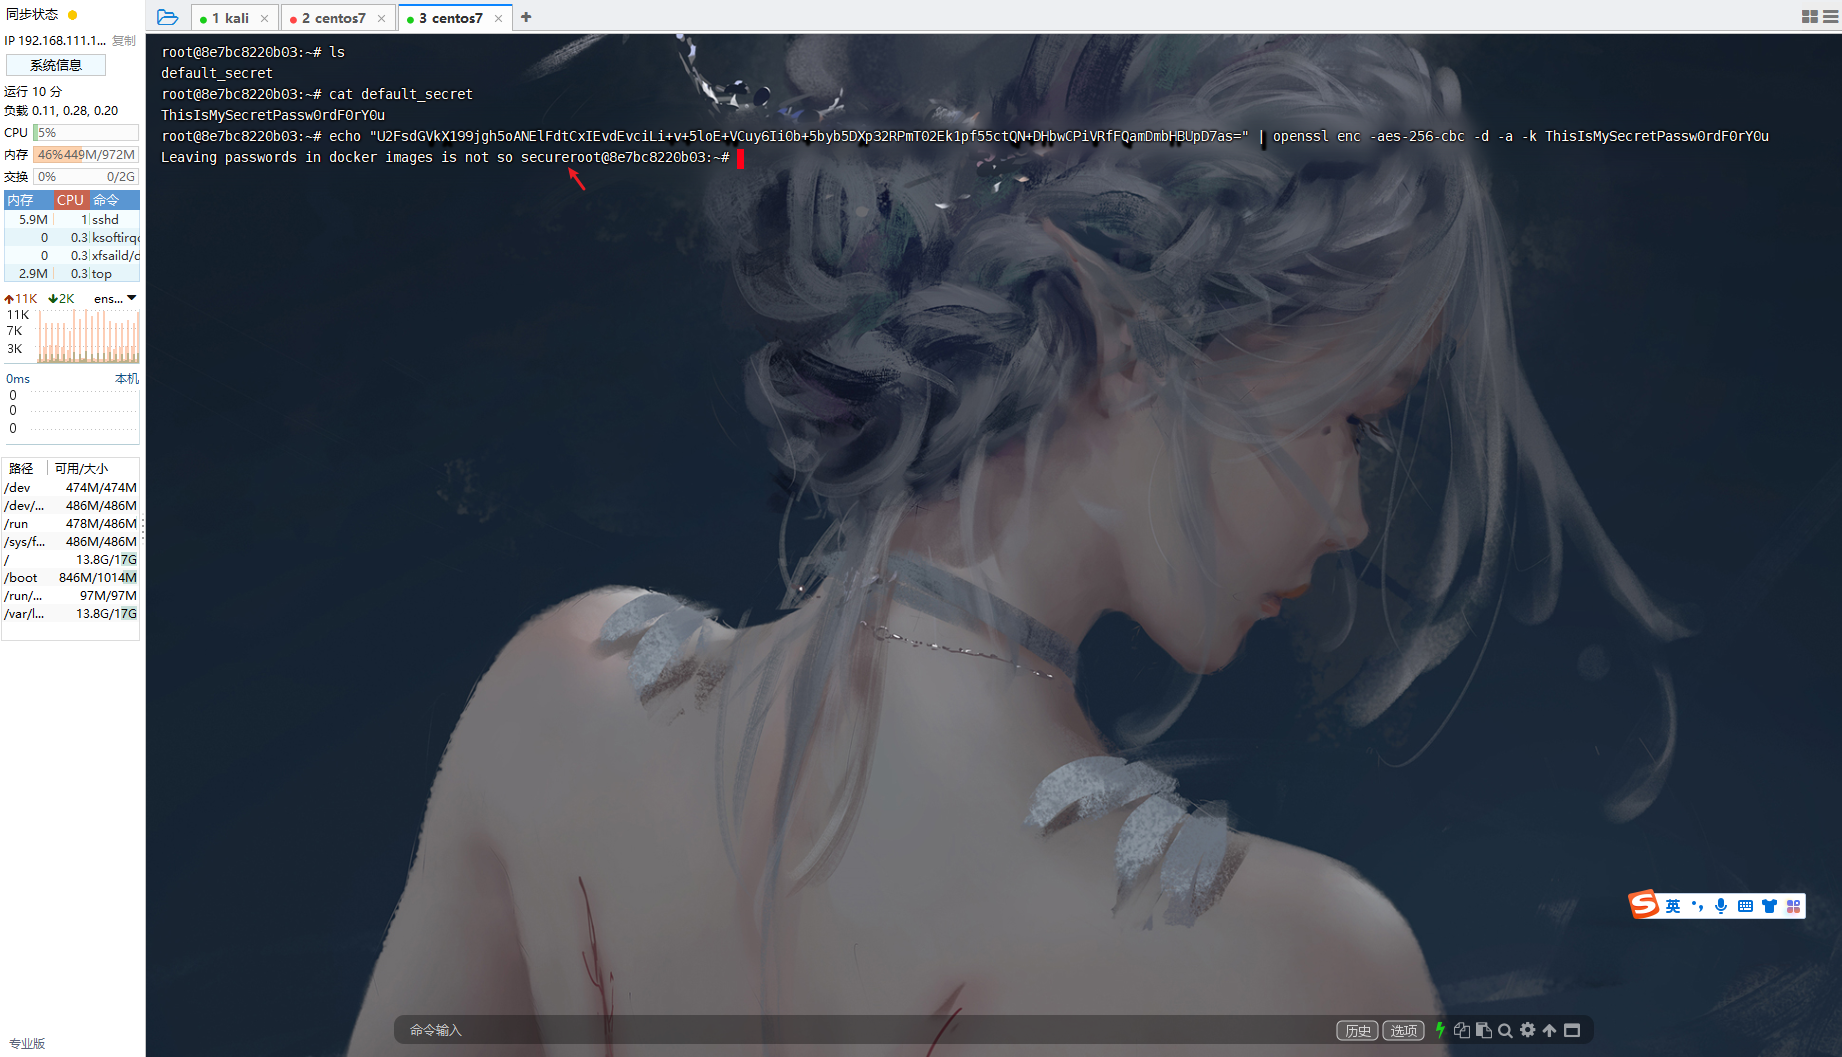 同步状态
1 kali
2 centos7
3 centos7
IP 192.168.111.1... 复制
系统信息
运行 10 分
负载 0.11, 0.28, 0.20
CPU 5%
内存 46% 449M/972M
交换 0% 0/2G
内存 CPU 命令
5.9M 1 sshd
0 0.3 ksoftirqc
0 0.3 xfsaild/d
2.9M 0.3 top
11K 2K ens...
11K
7K
3K
0ms 本机
0
0
0
路径 可用/大小
/dev 474M/474M
/dev/... 486M/486M
/run 478M/486M
/sys/f... 486M/486M
/ 13.8G/17G
/boot 846M/1014M
/run/... 97M/97M
/var/l... 13.8G/17G
专业版
root@8e7bc8220b03:~# ls
default_secret
root@8e7bc8220b03:~# cat default_secret
ThisIsMySecretPassw0rdF0rY0u
root@8e7bc8220b03:~# echo "U2FsdGVkX199jgh5oANElFdtCxIEvdEvciLi+v+5loE+VCuy6Ii0b+5byb5DXp32RPmT02Ek1pf55ctQN+DHbwCPiVRfFQamDmbHBUpD7as=" | openssl enc -aes-256-cbc -d -a -k ThisIsMySecretPassw0rdF0rY0u
Leaving passwords in docker images is not so secureroot@8e7bc8220b03:~#
英
命令输入
历史 选项